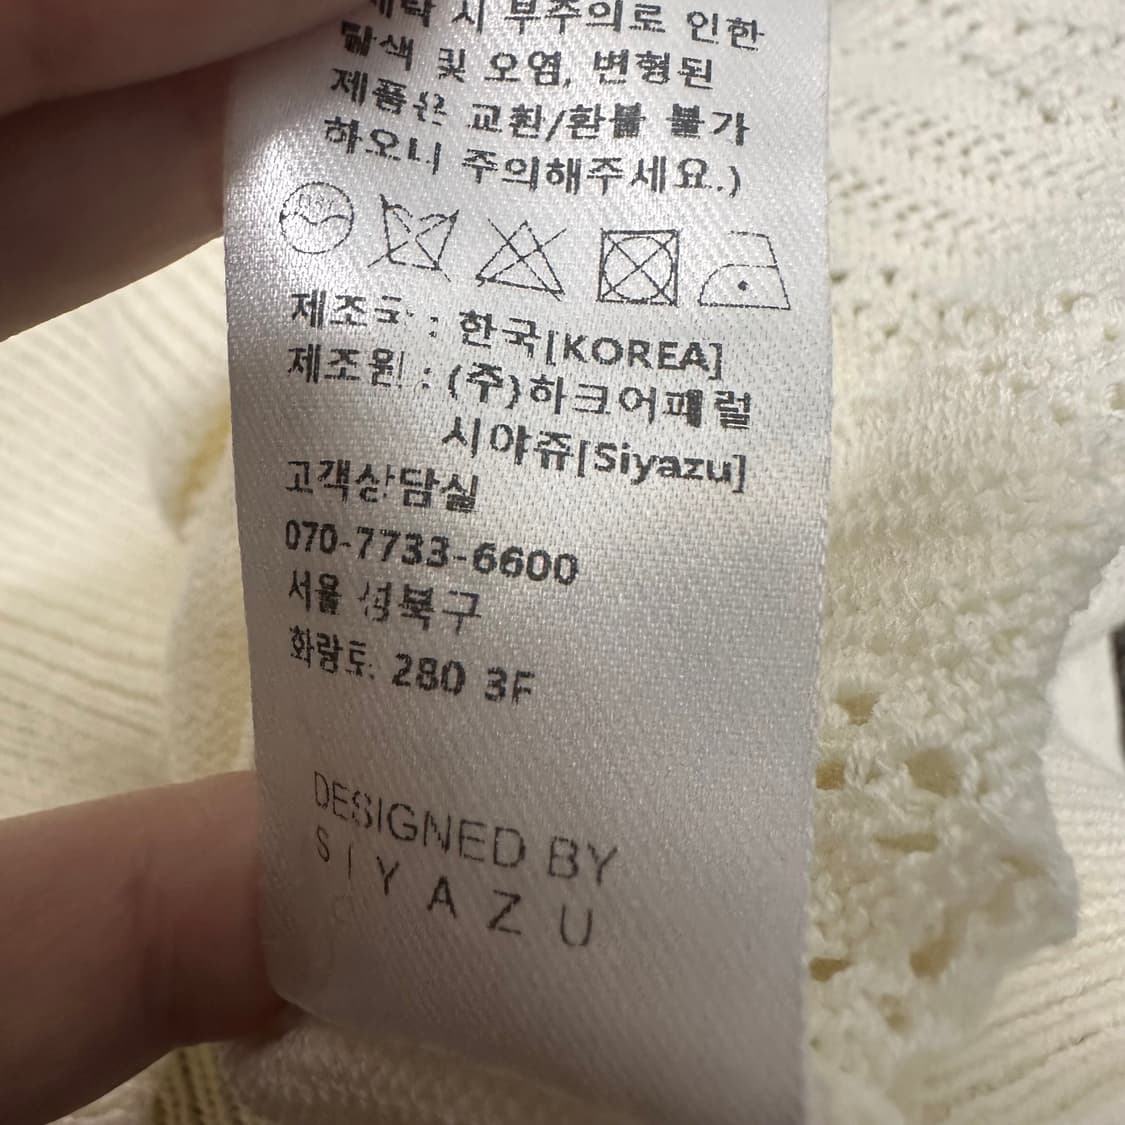 세탁 시 부주의로 인한
탈색 및 오염, 변형된
제품은 교환/환불 불가
하오니 주의해주세요.)
제조국 : 한국[KOREA]
제조원 : (주)하크어패럴
시야쥬[Siyazu]
고객상담실
070-7733-6600
서울 성북구
화랑로 280 3F
DESIGNED BY
SIYAZU